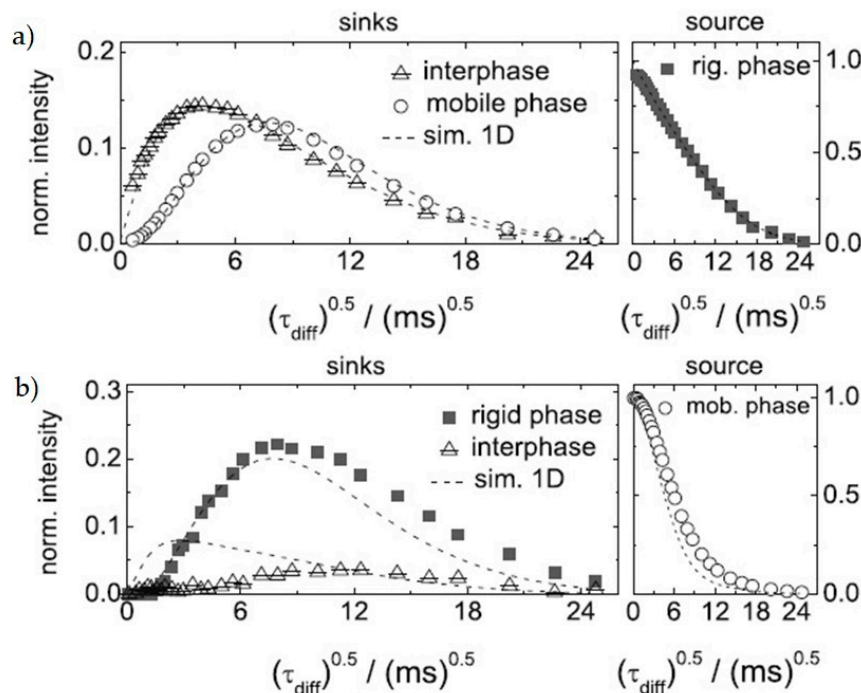 a)
sinks
source
0.2
0.1
0.0
norm. intensity
interphase
mobile phase
sim. 1D
0 6 12 18 24
(τdiff)^0.5 / (ms)^0.5
rig. phase
1.0
0.5
0.0
0 6 12 18 24
(τdiff)^0.5 / (ms)^0.5
b)
sinks
source
0.3
0.2
0.1
0.0
norm. intensity
rigid phase
interphase
sim. 1D
0 6 12 18 24
(τdiff)^0.5 / (ms)^0.5
mob. phase
1.0
0.5
0.0
0 6 12 18 24
(τdiff)^0.5 / (ms)^0.5